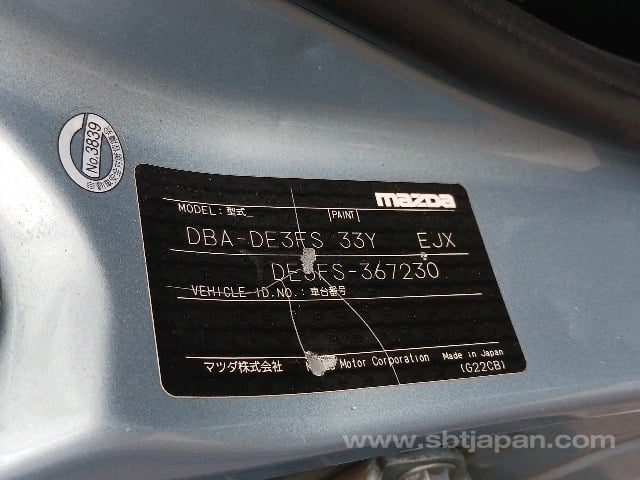 No.3839
mazda
MODEL:型式_ PAINT
DBA-DE3FS 33Y EJX
DE3FS-367230
VEHICLE ID.NO.:車台番号
マツダ株式会社 Motor Corporation Made in Japan
(G22CB)
www.sbtjapan.com